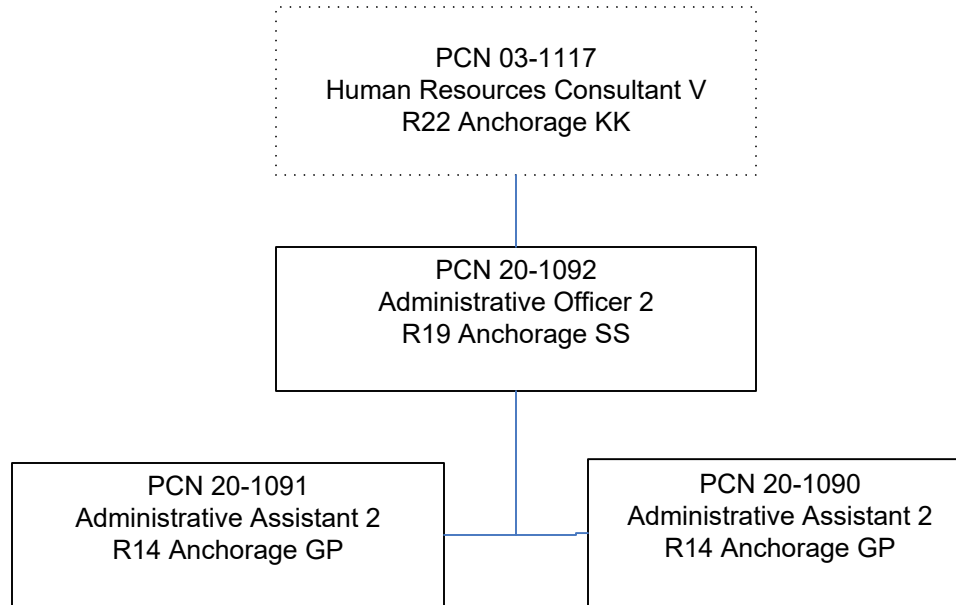 PCN 03-1117
Human Resources Consultant V
R22 Anchorage KK
PCN 20-1092
Administrative Officer 2
R19 Anchorage SS
PCN 20-1091
Administrative Assistant 2
R14 Anchorage GP
PCN 20-1090
Administrative Assistant 2
R14 Anchorage GP